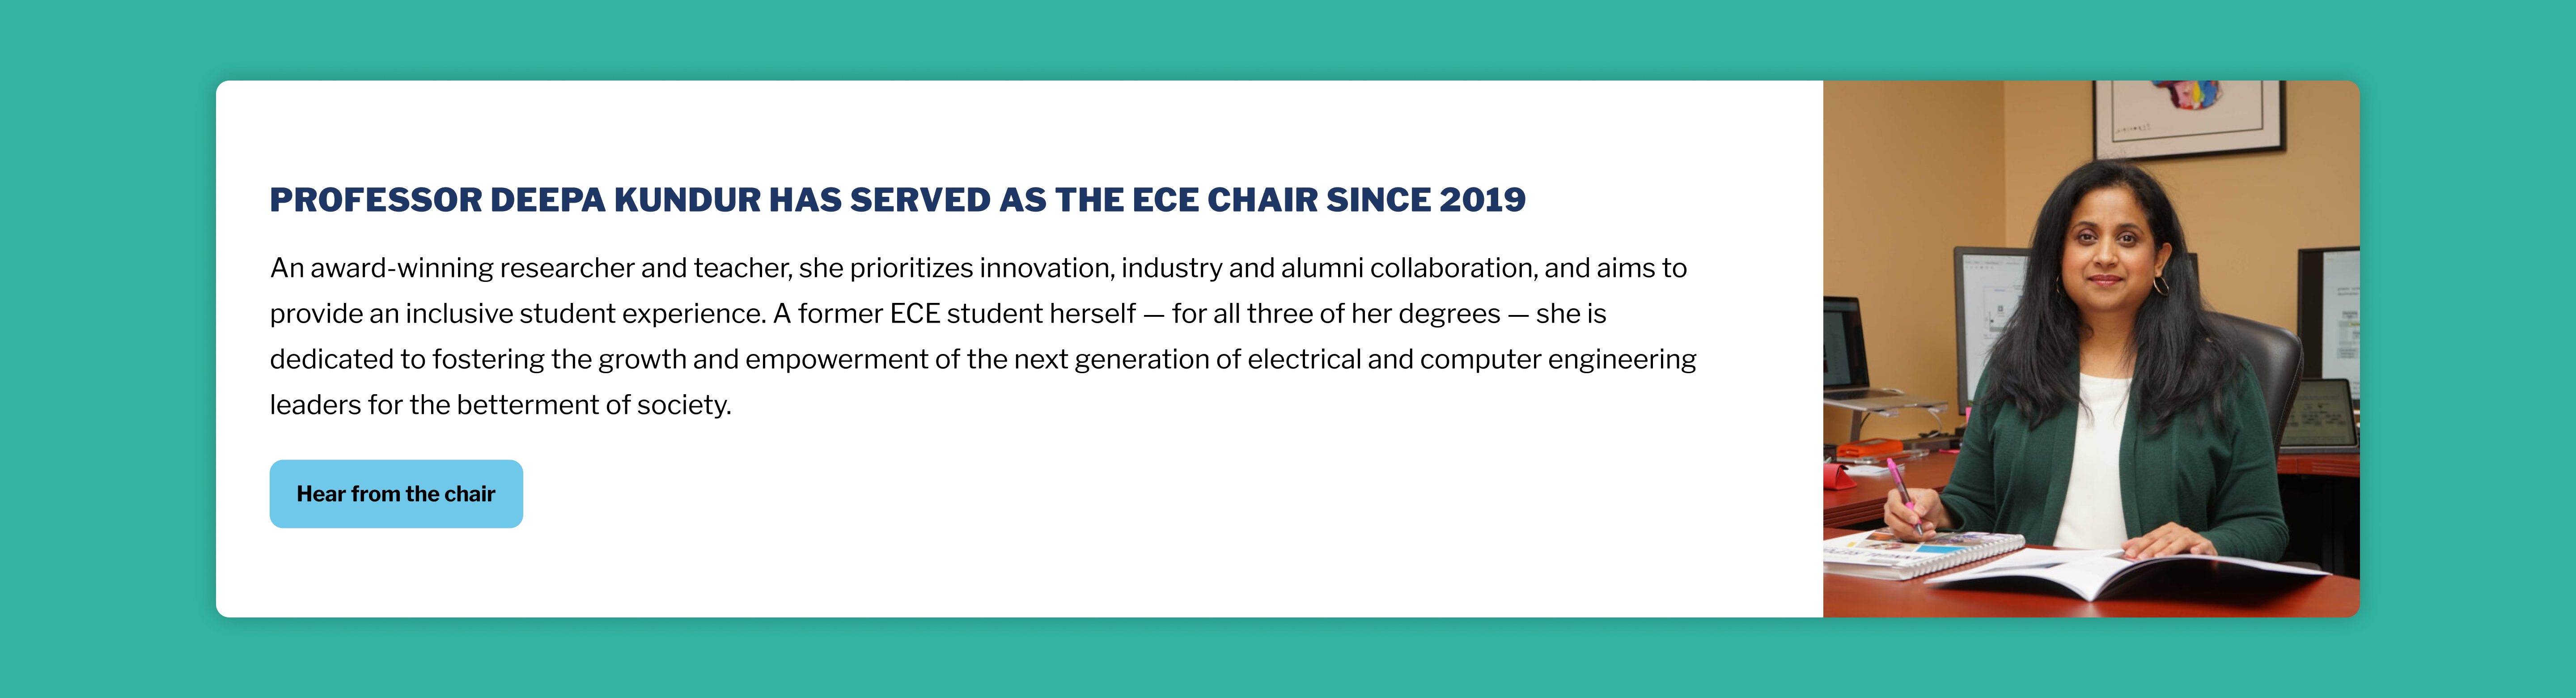 PROFESSOR DEEPA KUNDUR HAS SERVED AS THE ECE CHAIR SINCE 2019
An award-winning researcher and teacher, she prioritizes innovation, industry and alumni collaboration, and aims to
provide an inclusive student experience. A former ECE student herself — for all three of her degrees — she is
dedicated to fostering the growth and empowerment of the next generation of electrical and computer engineering
leaders for the betterment of society.
Hear from the chair